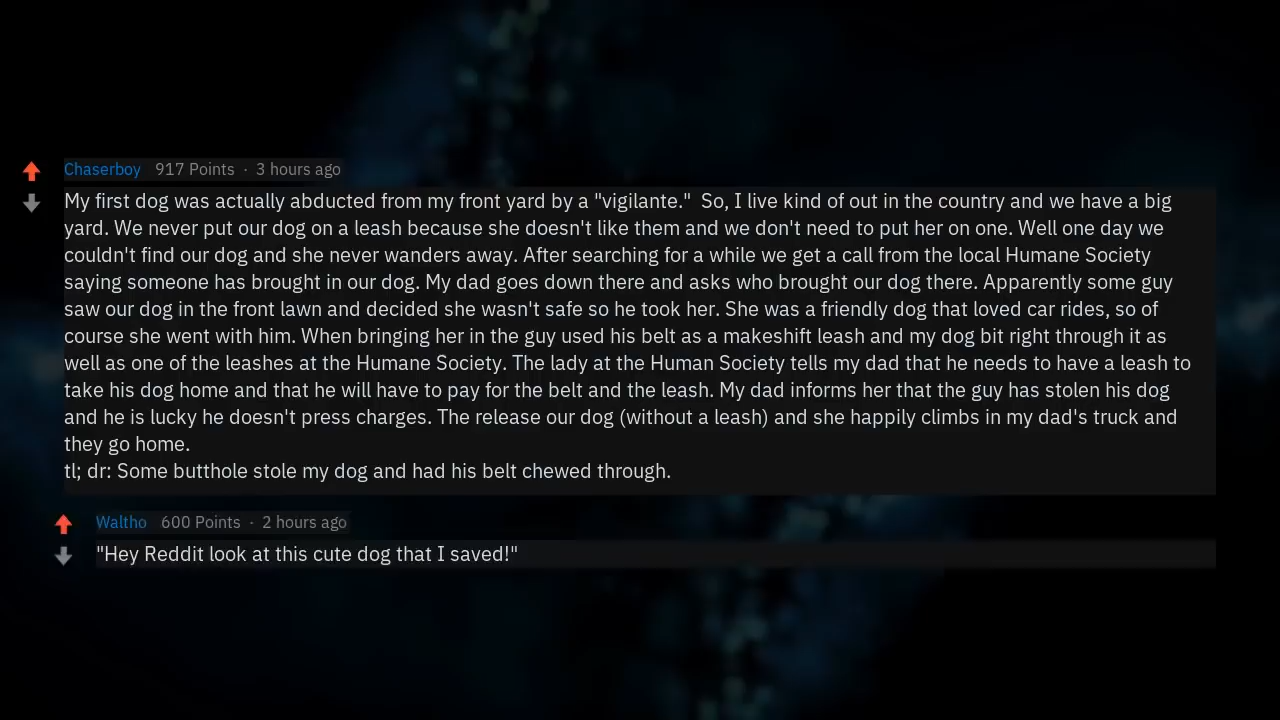 Chaserboy 917 Points · 3 hours ago
My first dog was actually abducted from my front yard by a "vigilante."  So, I live kind of out in the country and we have a big
yard. We never put our dog on a leash because she doesn't like them and we don't need to put her on one. Well one day we
couldn't find our dog and she never wanders away. After searching for a while we get a call from the local Humane Society
saying someone has brought in our dog. My dad goes down there and asks who brought our dog there. Apparently some guy
saw our dog in the front lawn and decided she wasn't safe so he took her. She was a friendly dog that loved car rides, so of
course she went with him. When bringing her in the guy used his belt as a makeshift leash and my dog bit right through it as
well as one of the leashes at the Humane Society. The lady at the Human Society tells my dad that he needs to have a leash to
take his dog home and that he will have to pay for the belt and the leash. My dad informs her that the guy has stolen his dog
and he is lucky he doesn't press charges. The release our dog (without a leash) and she happily climbs in my dad's truck and
they go home.
tl; dr: Some butthole stole my dog and had his belt chewed through.
Waltho 600 Points · 2 hours ago
"Hey Reddit look at this cute dog that I saved!"